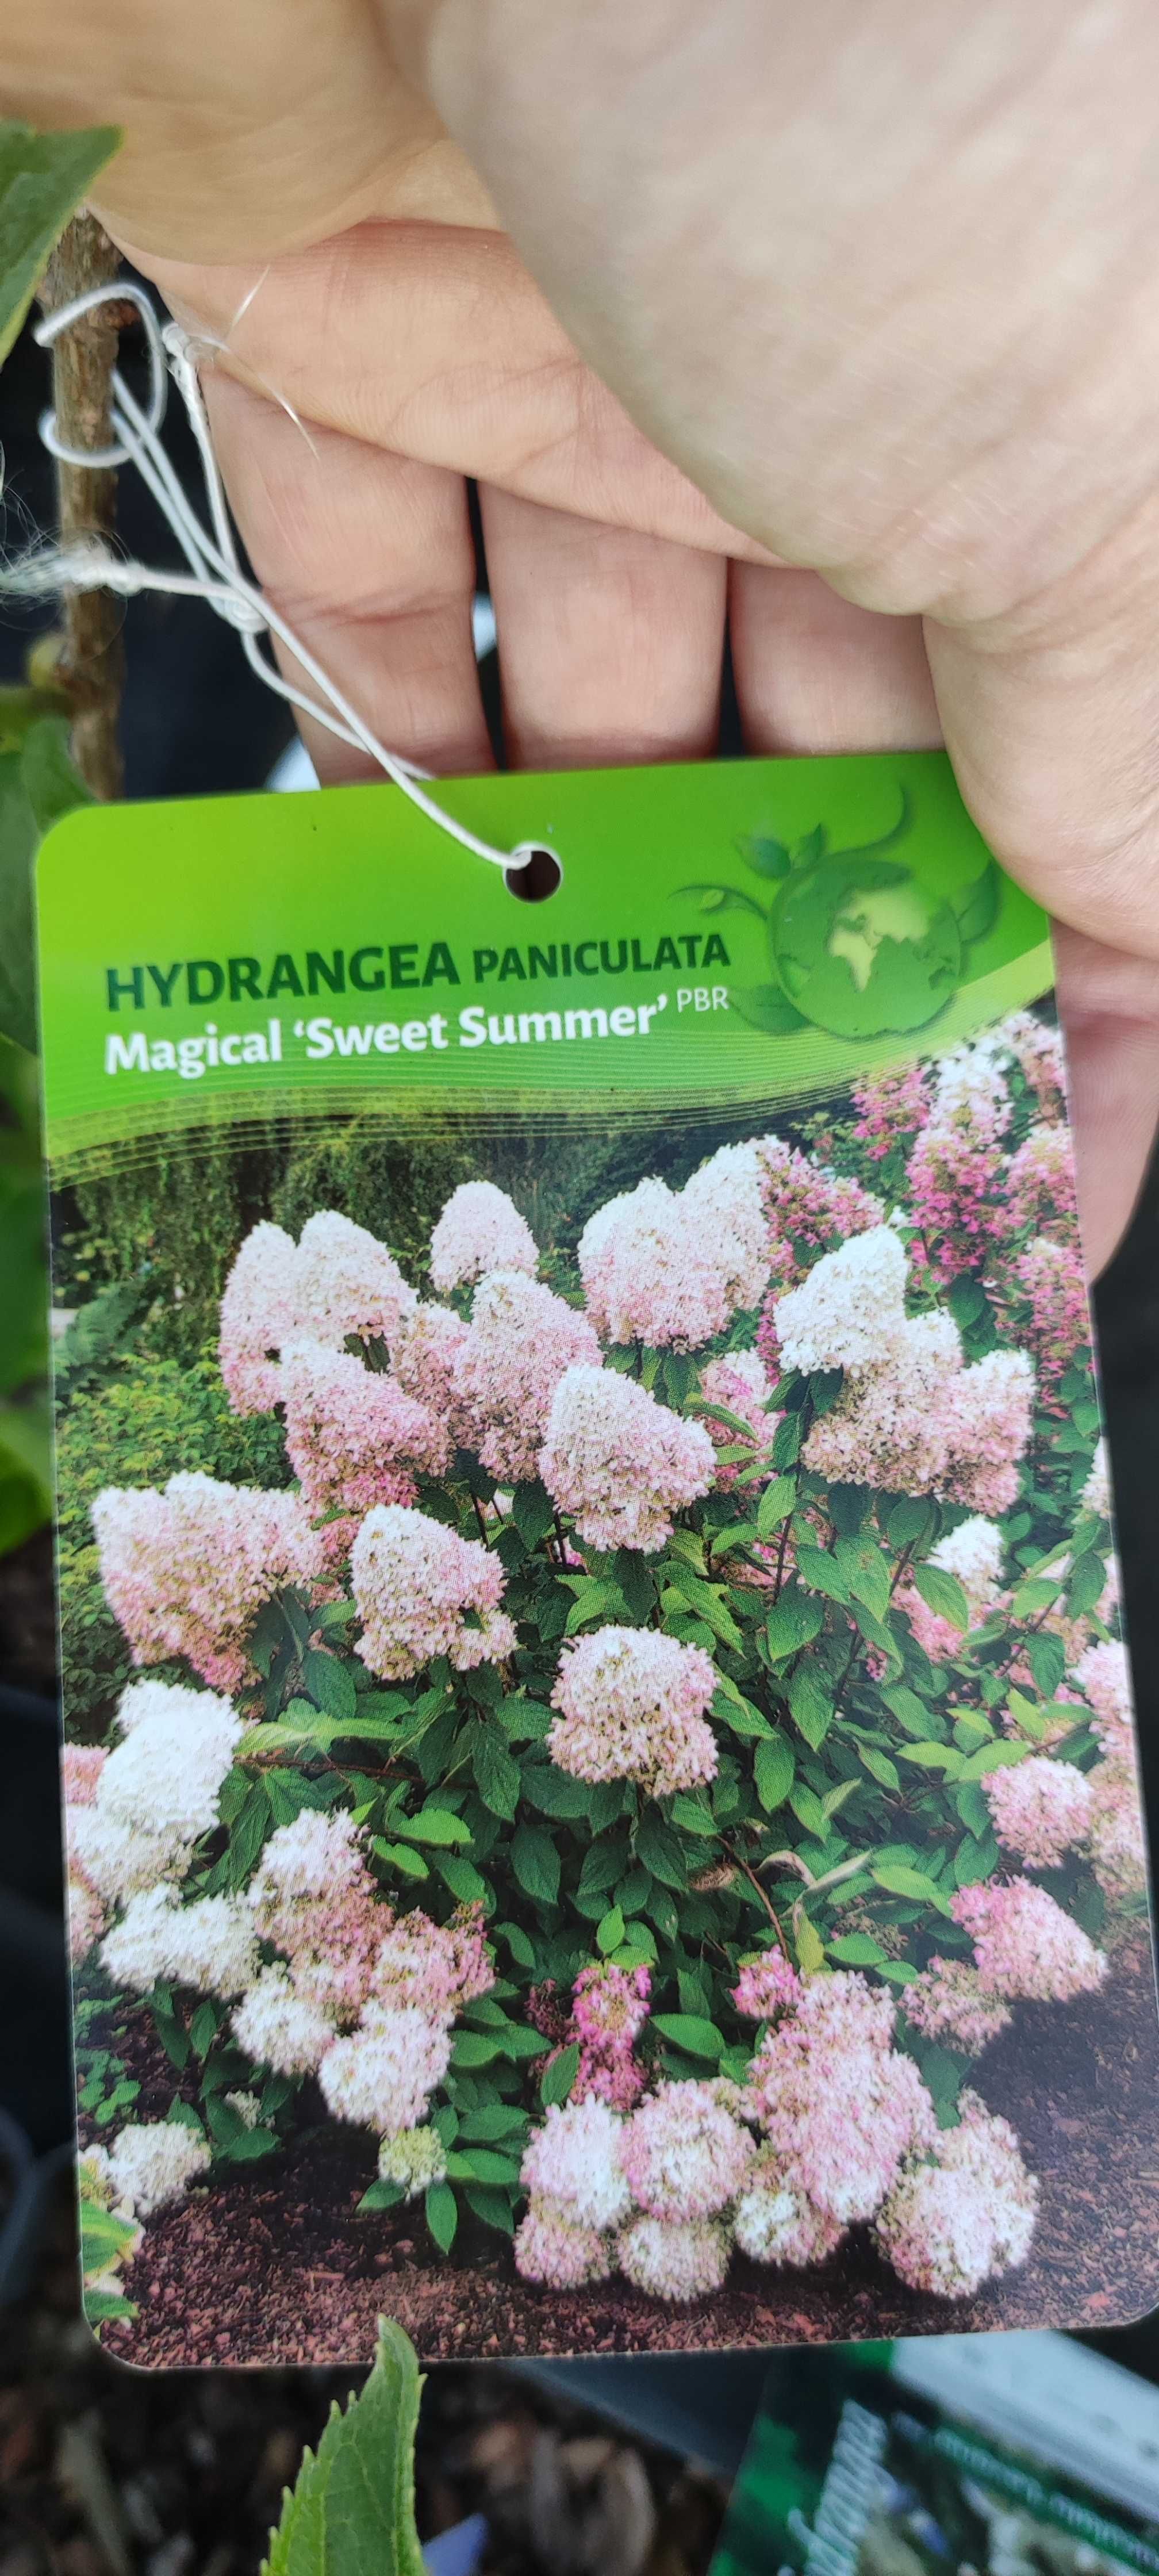 HYDRANGEA PANICULATA
Magical ‘Sweet Summer’ PBR